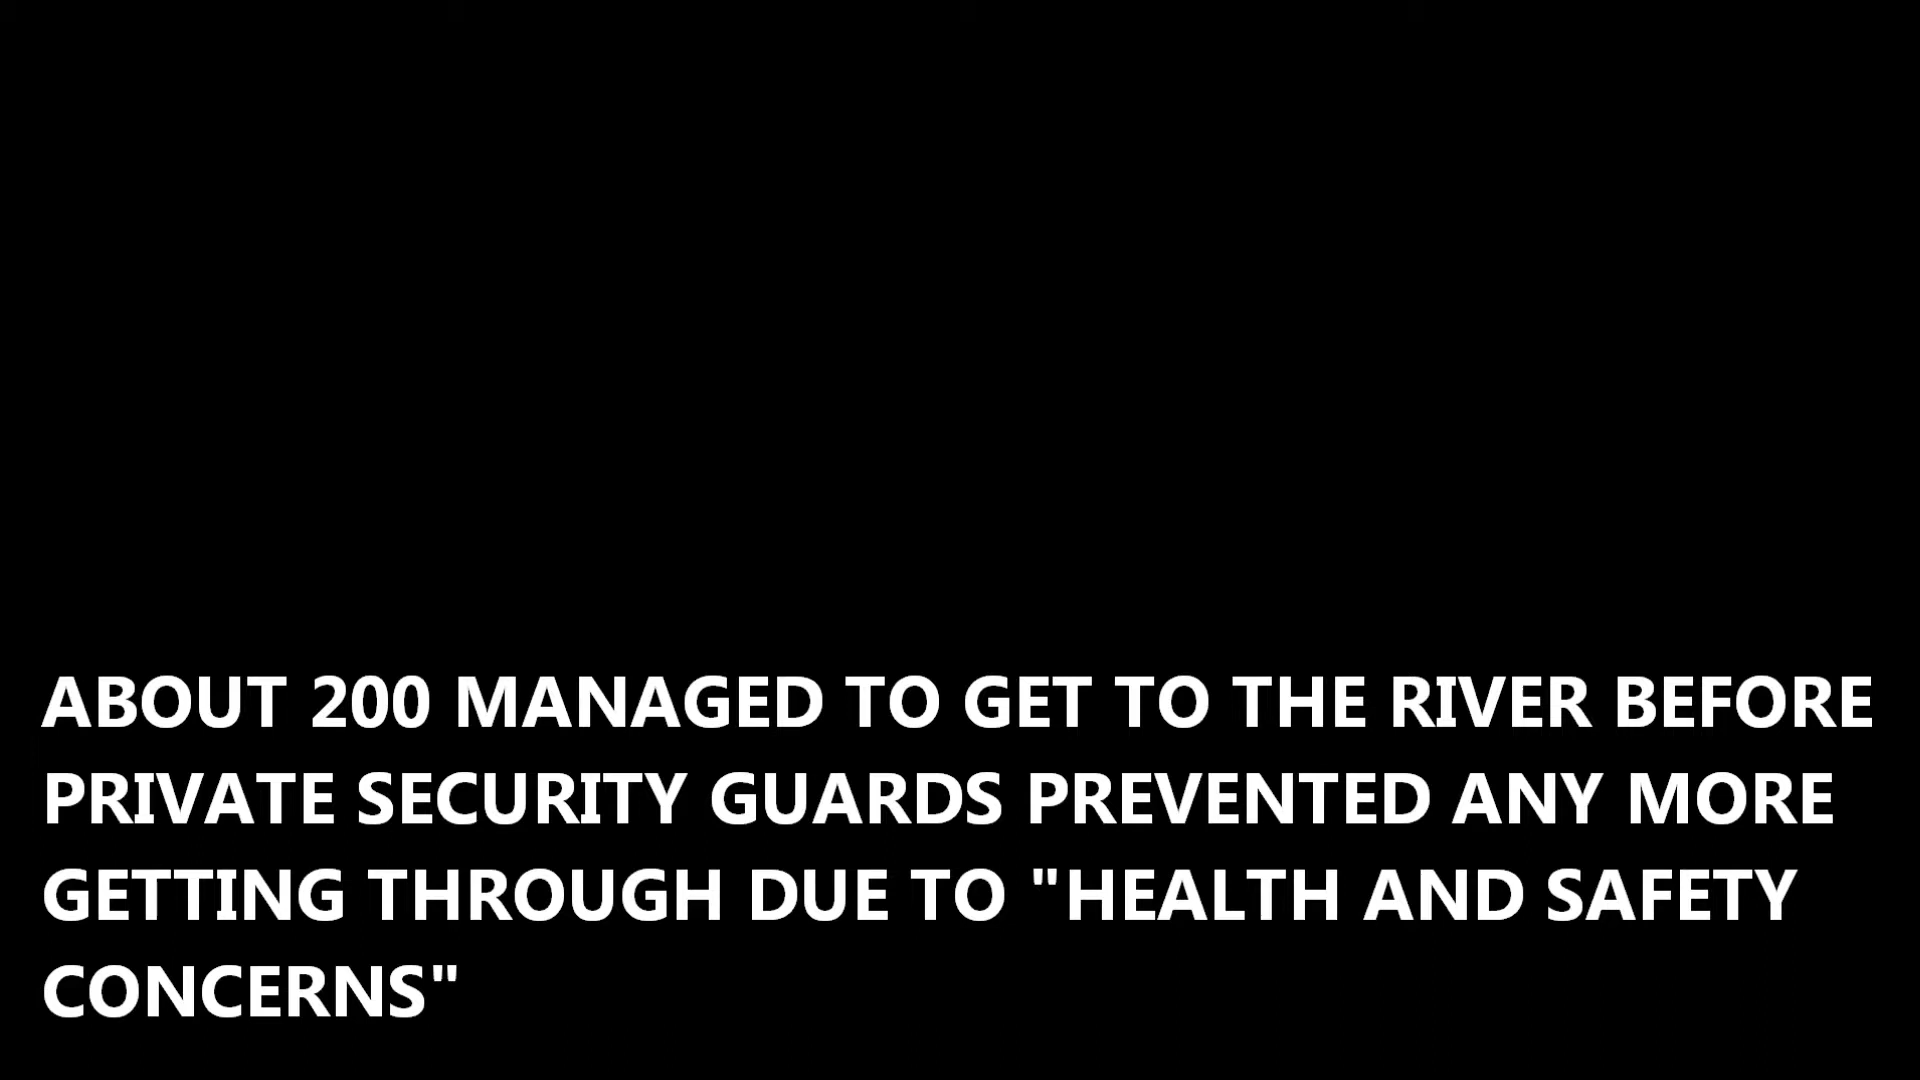 ABOUT 200 MANAGED TO GET TO THE RIVER BEFORE
PRIVATE SECURITY GUARDS PREVENTED ANY MORE
GETTING THROUGH DUE TO "HEALTH AND SAFETY
CONCERNS"